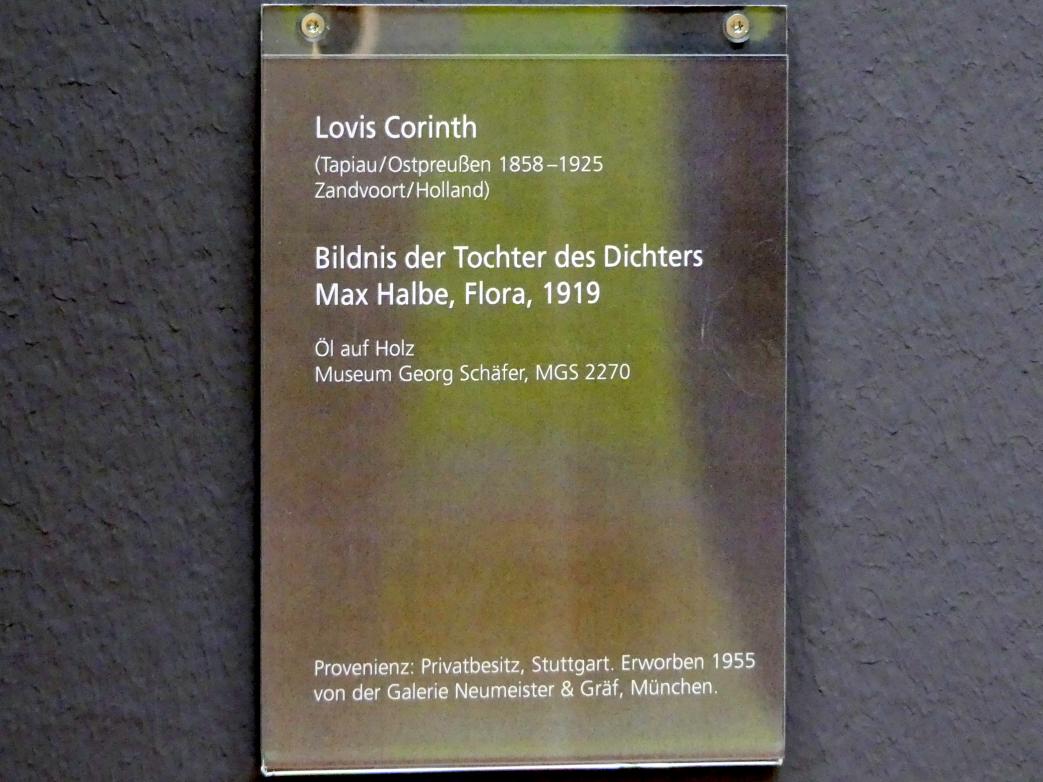 Lovis Corinth
(Tapiau/Ostpreußen 1858–1925
Zandvoort/Holland)
Bildnis der Tochter des Dichters
Max Halbe, Flora, 1919
Öl auf Holz
Museum Georg Schäfer, MGS 2270
Provenienz: Privatbesitz, Stuttgart. Erworben 1955
von der Galerie Neumeister & Gräf, München.